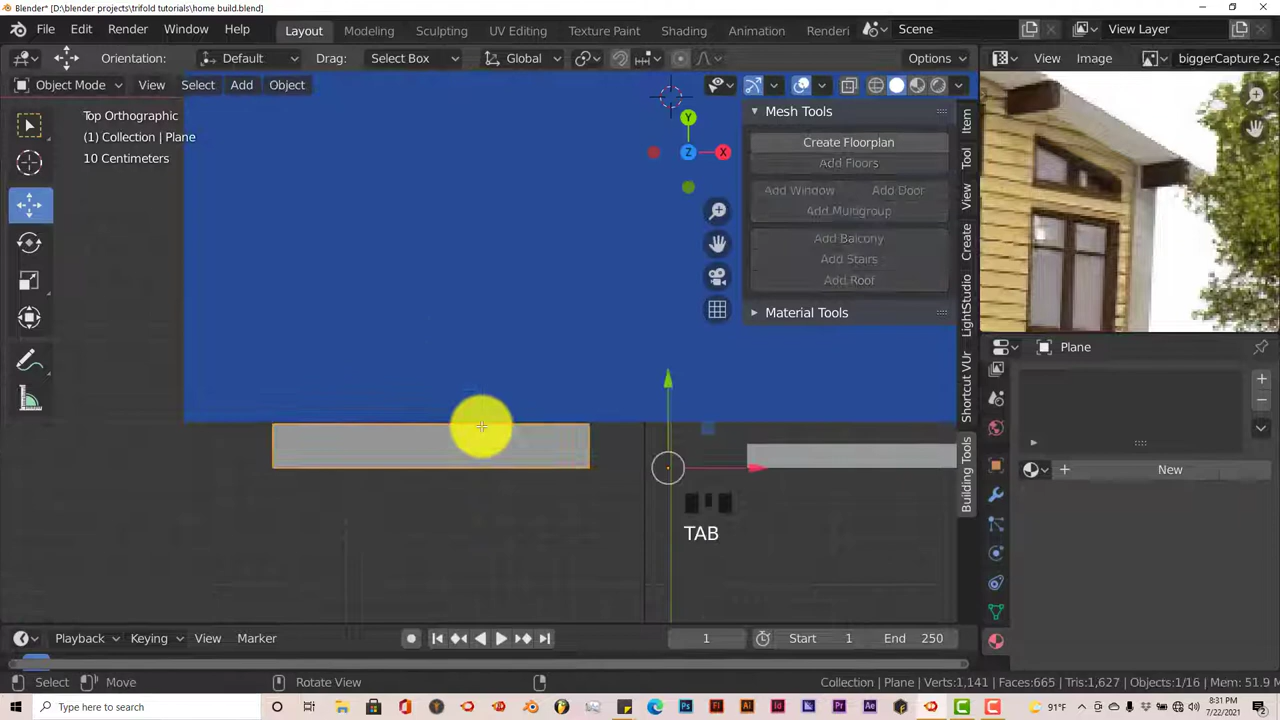 Blender* [D:\blender projects\trifold tutorials\home build.blend]
File Edit Render Window Help Layout Modeling Sculpting UV Editing Texture Paint Shading Animation Renderi Scene View Layer
Orientation: Default Drag: Select Box Global Options View Image biggerCapture 2-g
Object Mode View Select Add Object
Top Orthographic
(1) Collection | Plane
10 Centimeters
Y
Z X
Mesh Tools
Create Floorplan
Add Floors
Add Window Add Door
Add Multigroup
Add Balcony
Add Stairs
Add Roof
Material Tools
Item
Tool
View
Create
LightStudio
Shortcut VUr
Building Tools
Plane
New
TAB
Playback Keying View Marker 1 Start 1 End 250
Select Move Rotate View Collection | Plane | Verts:1,141 | Faces:665 | Tris:1,627 | Objects:1/16 | Mem: 51.9 M
Type here to search 91°F 8:31 PM
7/22/2021